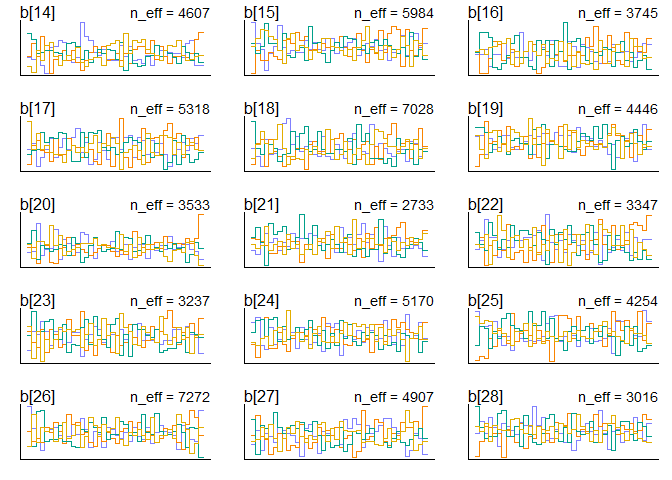 b[14] n_eff = 4607 b[15] n_eff = 5984 b[16] n_eff = 3745
b[17] n_eff = 5318 b[18] n_eff = 7028 b[19] n_eff = 4446
b[20] n_eff = 3533 b[21] n_eff = 2733 b[22] n_eff = 3347
b[23] n_eff = 3237 b[24] n_eff = 5170 b[25] n_eff = 4254
b[26] n_eff = 7272 b[27] n_eff = 4907 b[28] n_eff = 3016